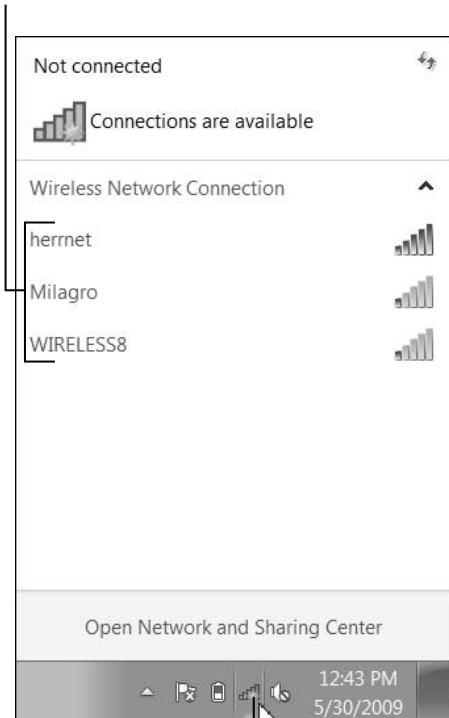 Not connected
Connections are available
Wireless Network Connection
herrnet
Milagro
WIRELESS8
Open Network and Sharing Center
12:43 PM
5/30/2009